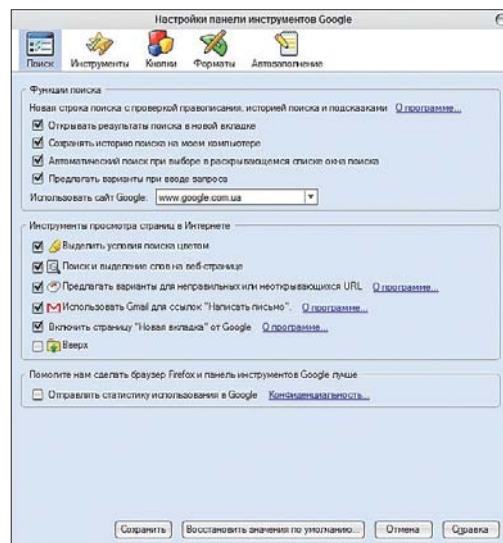 Настройки панели инструментов Google
Поиск Инструменты Кнопки Форматы Автозаполнение
Функции поиска
Новая строка поиска с проверкой правописания, историей поиска и подсказками О программе...
Открывать результаты поиска в новой вкладке
Сохранять историю поиска на моем компьютере
Автоматический поиск при выборе в раскрывающемся списке окна поиска
Предлагать варианты при вводе запроса
Использовать сайт Google: www.google.com.ua
Инструменты просмотра страниц в Интернете
Выделить условия поиска цветом
Поиск и выделение слов на веб-странице
Предлагать варианты для неправильных или неоткрывающихся URL О программе...
Использовать Gmail для ссылок "Написать письмо". О программе...
Включить страницу "Новая вкладка" от Google О программе...
Вверх
Помогите нам сделать браузер Firefox и панель инструментов Google лучше
Отправлять статистику использования в Google Конфиденциальность...
Сохранить Восстановить значения по умолчанию... Отмена Справка